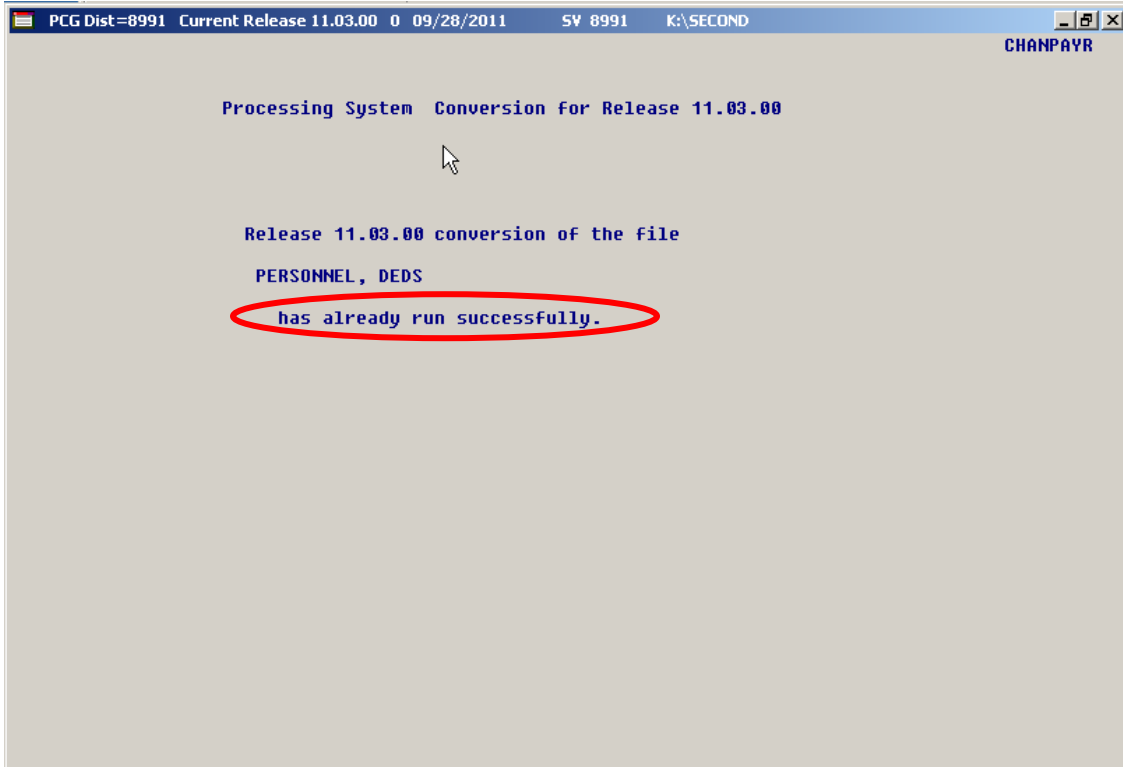 PCG Dist=8991 Current Release 11.03.00 0 09/28/2011 SV 8991 K:\SECOND
CHANPAYR
Processing System Conversion for Release 11.03.00
Release 11.03.00 conversion of the file
PERSONNEL, DEDS
has already run successfully.